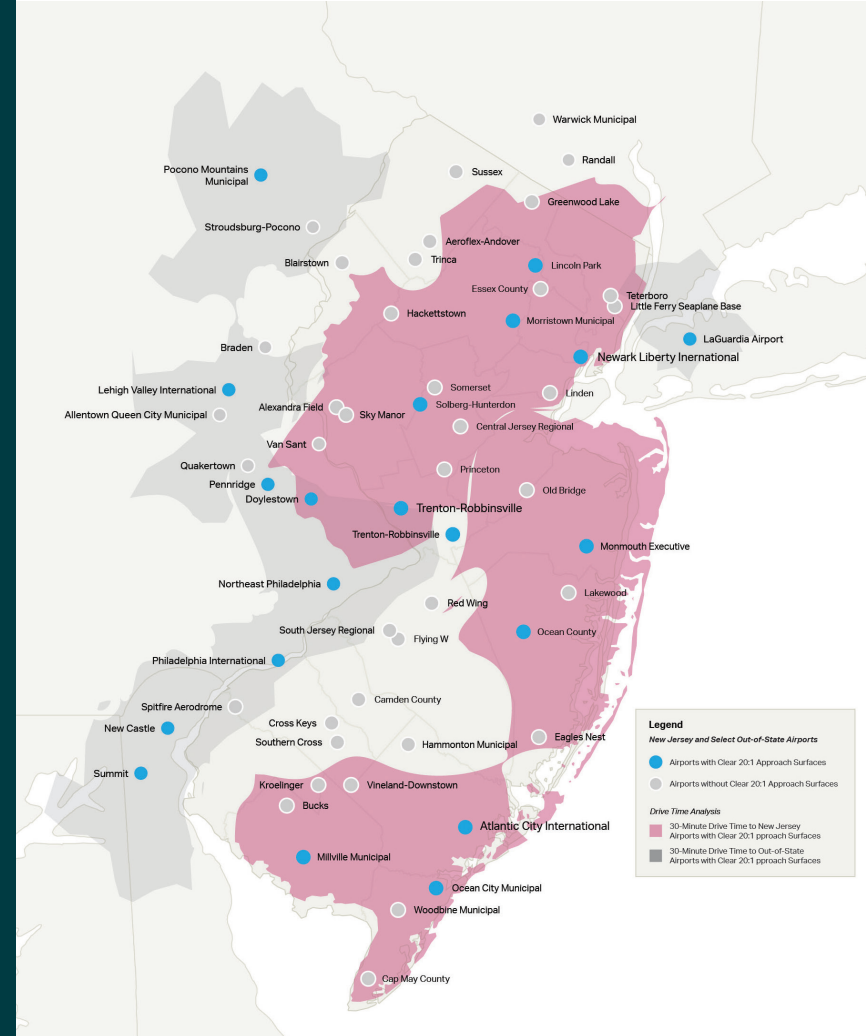 Warwick Municipal
Randall
Pocono Mountains
Municipal
Sussex
Greenwood Lake
Stroudsburg-Pocono
Aeroflex-Andover
Trinca
Blairstown
Lincoln Park
Essex County
Teterboro
Little Ferry Seaplane Base
Hackettstown
Morristown Municipal
LaGuardia Airport
Braden
Newark Liberty Inernational
Lehigh Valley International
Somerset
Linden
Alexandra Field
Solberg-Hunterdon
Allentown Queen City Municipal
Sky Manor
Central Jersey Regional
Van Sant
Quakertown
Princeton
Pennridge
Old Bridge
Doylestown
Trenton-Robbinsville
Trenton-Robbinsville
Monmouth Executive
Northeast Philadelphia
Lakewood
Red Wing
South Jersey Regional
Ocean County
Flying W
Philadelphia International
Camden County
Spitfire Aerodrome
Cross Keys
New Castle
Southern Cross
Hammonton Municipal
Eagles Nest
Summit
Kroelinger
Vineland-Downstown
Bucks
Atlantic City International
Millville Municipal
Ocean City Municipal
Woodbine Municipal
Cap May County
Legend
New Jersey and Select Out-of-State Airports
Airports with Clear 20:1 Approach Surfaces
Airports without Clear 20:1 Approach Surfaces
Drive Time Analysis
30-Minute Drive Time to New Jersey
Airports with Clear 20:1 pproach Surfaces
30-Minute Drive Time to Out-of-State
Airports with Clear 20:1 pproach Surfaces